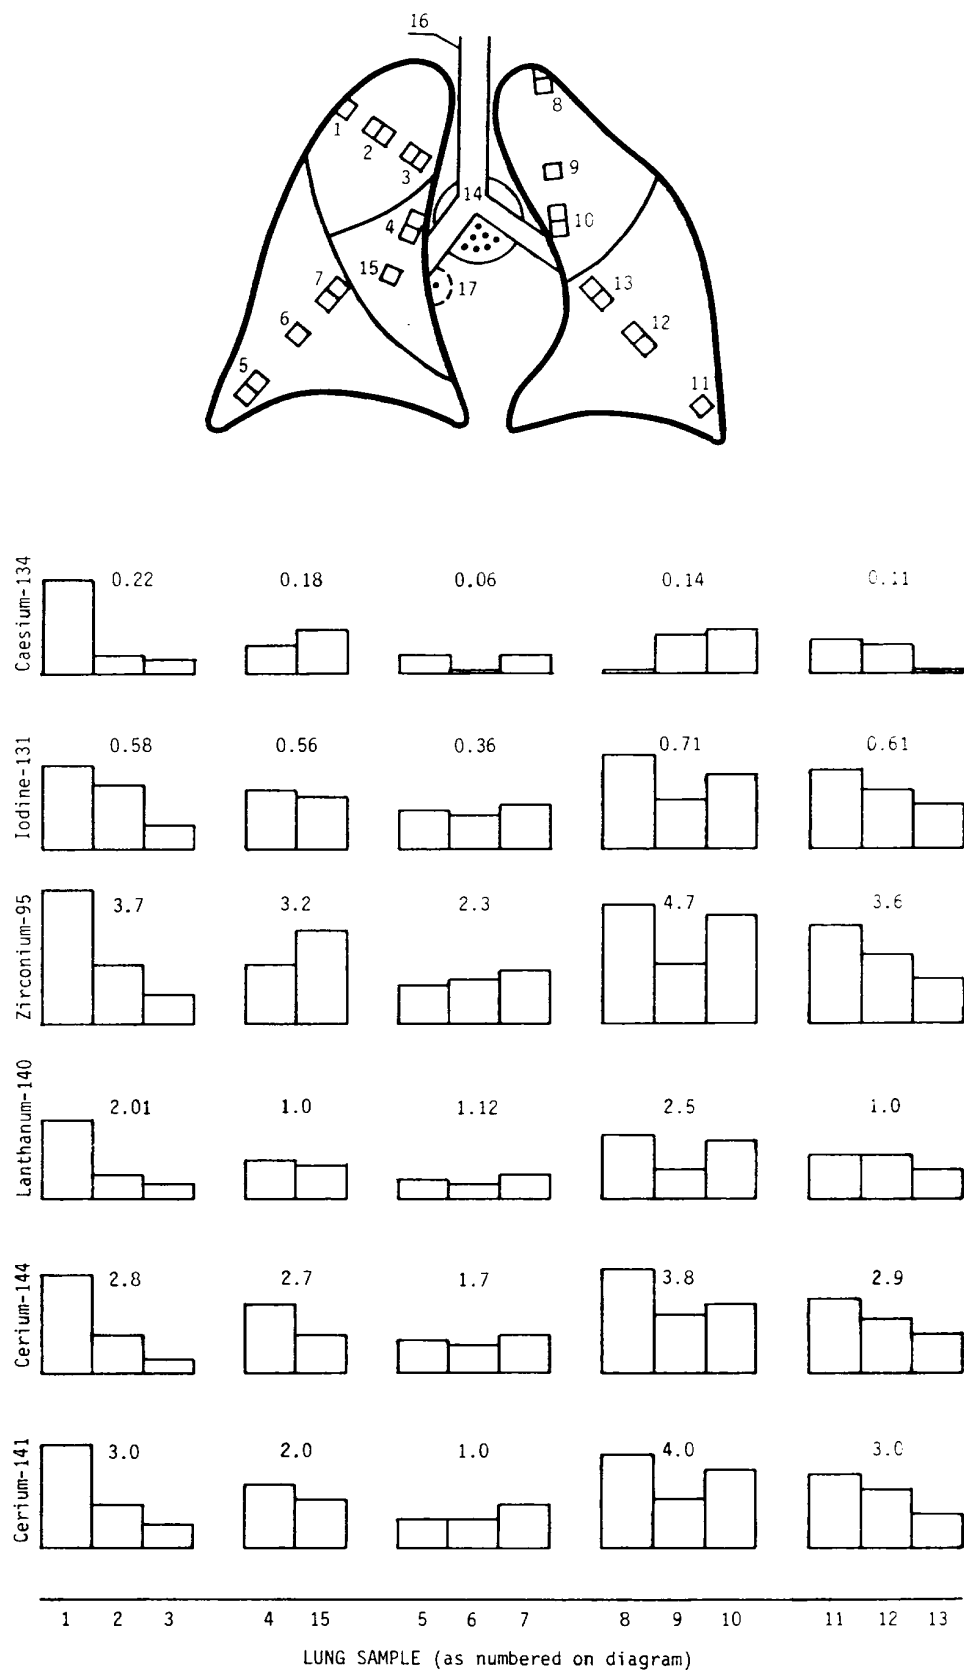 16
1
2
3
8
9
14
4
10
15
7
17
13
6
12
5
11
Caesium-134
0.22 0.18 0.06 0.14 0.11
Iodine-131
0.58 0.56 0.36 0.71 0.61
Zirconium-95
3.7 3.2 2.3 4.7 3.6
Lanthanum-140
2.01 1.0 1.12 2.5 1.0
Cerium-144
2.8 2.7 1.7 3.8 2.9
Cerium-141
3.0 2.0 1.0 4.0 3.0
1 2 3 4 15 5 6 7 8 9 10 11 12 13
LUNG SAMPLE (as numbered on diagram)